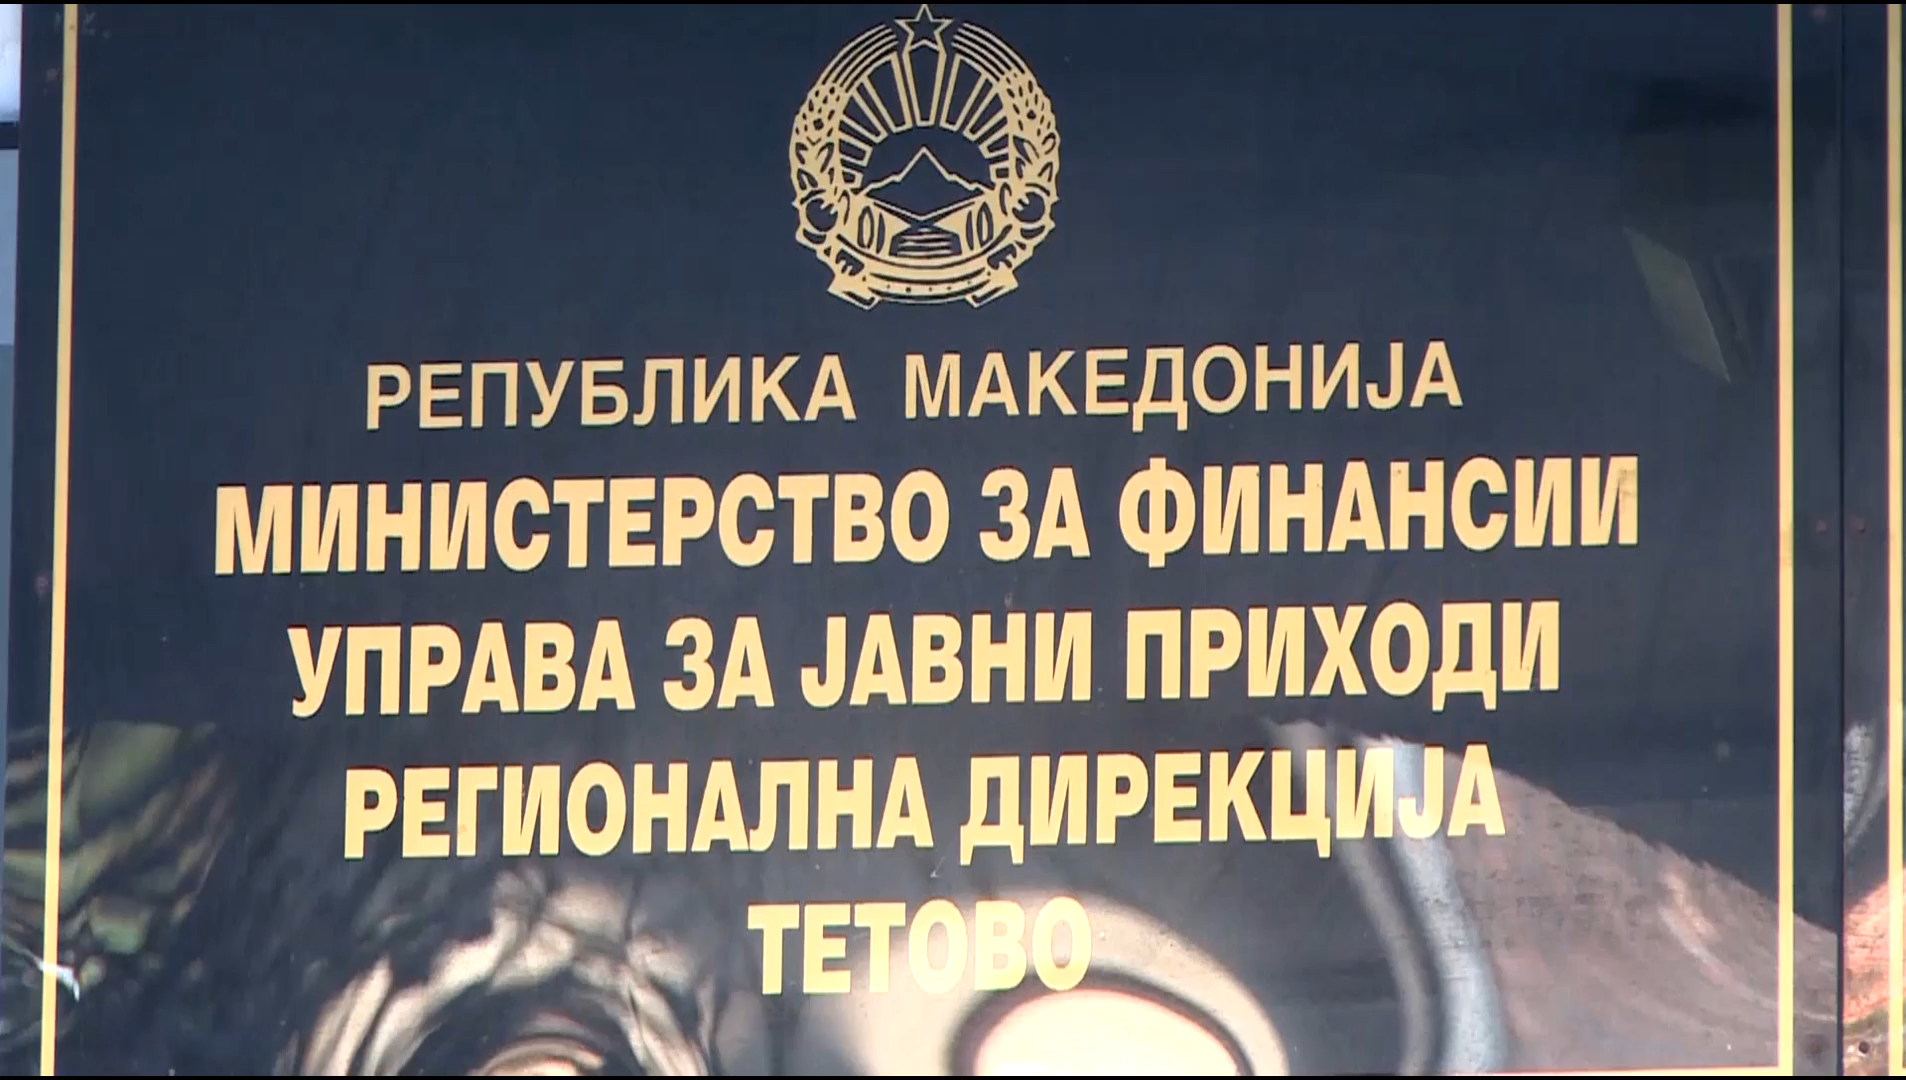 РЕПУБЛИКА МАКЕДОНИЈА
МИНИСТЕРСТВО ЗА ФИНАНСИИ
УПРАВА ЗА ЈАВНИ ПРИХОДИ
РЕГИОНАЛНА ДИРЕКЦИЈА
ТЕТОВО